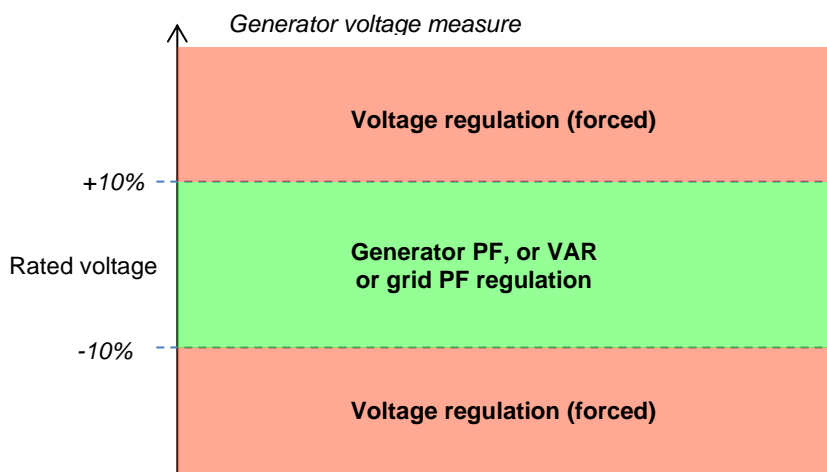 Generator voltage measure
Voltage regulation (forced)
+10%
Generator PF, or VAR
or grid PF regulation
Rated voltage
-10%
Voltage regulation (forced)